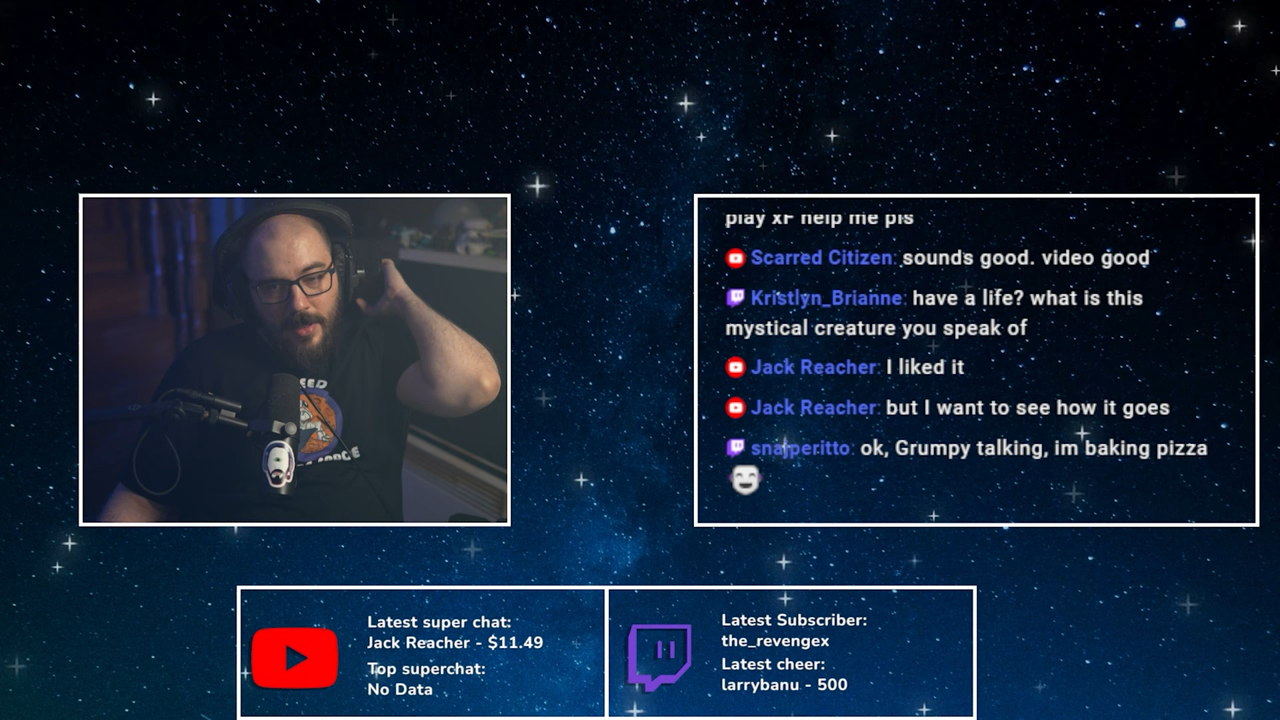 play xP help me pls
Scarred Citizen: sounds good. video good
Kristlyn_Brianne: have a life? what is this
mystical creature you speak of
Jack Reacher: I liked it
Jack Reacher: but I want to see how it goes
snajperitto: ok, Grumpy talking, im baking pizza
Latest super chat:
Jack Reacher - $11.49
Top superchat:
No Data
Latest Subscriber:
the_revengex
Latest cheer:
larrybanu - 500